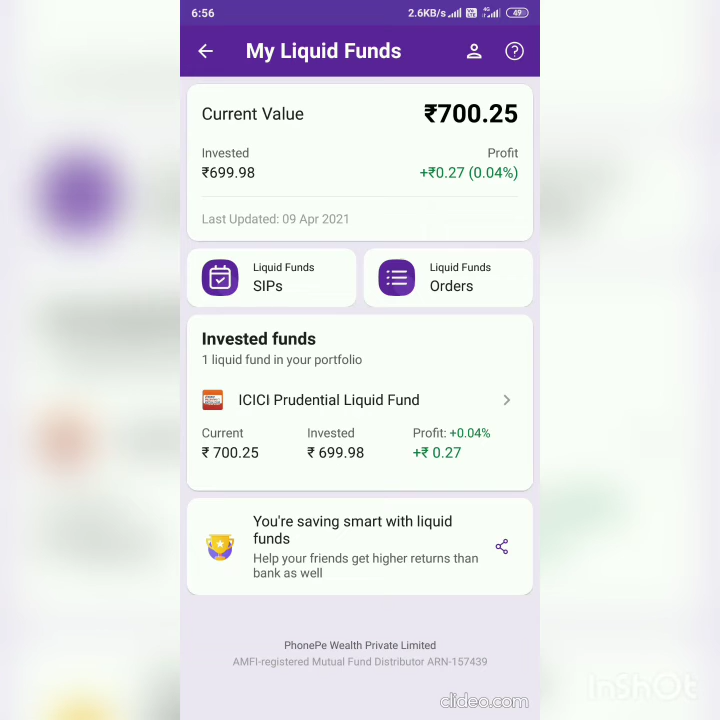 6:56
2.6KB/s
4G
49
My Liquid Funds
Current Value
₹700.25
Invested
Profit
₹699.98
+₹0.27 (0.04%)
Last Updated: 09 Apr 2021
Liquid Funds
SIPs
Liquid Funds
Orders
Invested funds
1 liquid fund in your portfolio
ICICI Prudential Liquid Fund
Current
Invested
Profit: +0.04%
₹ 700.25
₹ 699.98
+₹ 0.27
You're saving smart with liquid
funds
Help your friends get higher returns than
bank as well
PhonePe Wealth Private Limited
AMFI-registered Mutual Fund Distributor ARN-157439
clideo.com
InShOt